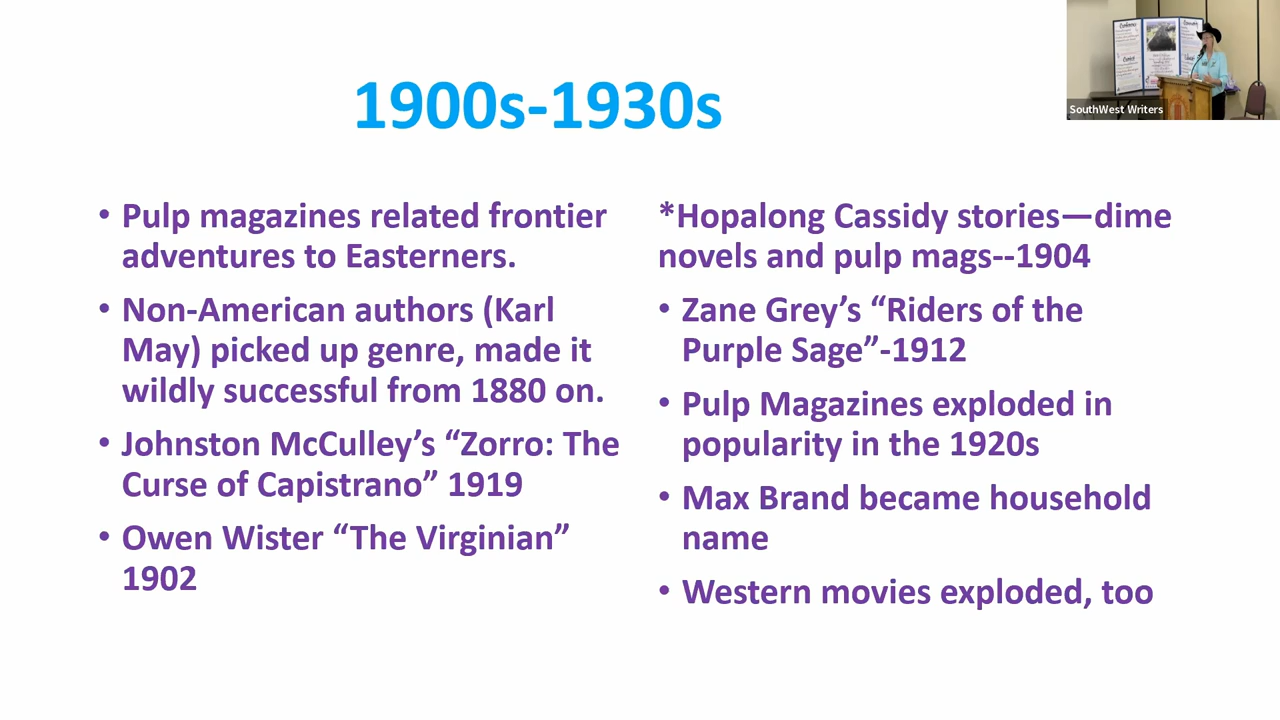 1900s-1930s
• Pulp magazines related frontier
adventures to Easterners.
• Non-American authors (Karl
May) picked up genre, made it
wildly successful from 1880 on.
• Johnston McCulley’s “Zorro: The
Curse of Capistrano” 1919
• Owen Wister “The Virginian”
1902
*Hopalong Cassidy stories—dime
novels and pulp mags--1904
• Zane Grey’s “Riders of the
Purple Sage”-1912
• Pulp Magazines exploded in
popularity in the 1920s
• Max Brand became household
name
• Western movies exploded, too
SouthWest Writers